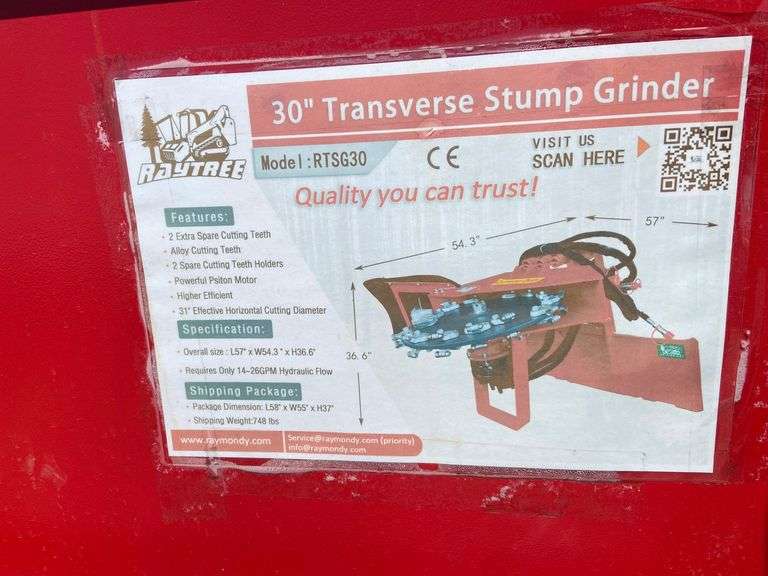 30" Transverse Stump Grinder
RAYTREE
Model:RTSG30
CE
VISIT US
SCAN HERE
Quality you can trust!
Features:
• 2 Extra Spare Cutting Teeth
• Alloy Cutting Teeth
• 2 Spare Cutting Teeth Holders
• Powerful Psiton Motor
• Higher Efficient
• 31" Effective Horizontal Cutting Diameter
Specification:
• Overall size : L57" x W54.3" x H36.6"
• Requires Only 14-26GPM Hydraulic Flow
Shipping Package:
• Package Dimension: L58" x W55" x H37"
• Shipping Weight:748 lbs
www.raymondy.com
Service@raymondy.com (priority)
info@raymondy.com
54.3"
57"
36.6"